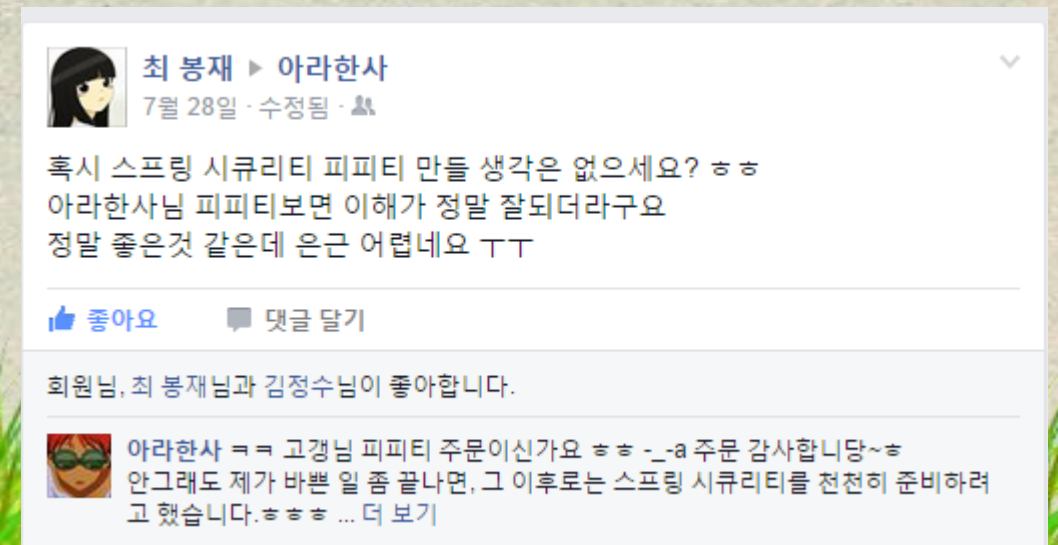 최 봉재 ▶ 아라한사
7월 28일 · 수정됨 ·
혹시 스프링 시큐리티 피피티 만들 생각은 없으세요? ㅎㅎ
아라한사님 피피티보면 이해가 정말 잘되더라구요
정말 좋은것 같은데 은근 어렵네요 ㅜㅜ
좋아요 댓글 달기
회원님, 최 봉재님과 김정수님이 좋아합니다.
아라한사 ㅋㅋ 고갱님 피피티 주문이신가요 ㅎㅎ -_-a 주문 감사합니당~ㅎ
안그래도 제가 바쁜 일 좀 끝나면, 그 이후로는 스프링 시큐리티를 천천히 준비하려
고 했습니다.ㅎㅎㅎ ... 더 보기